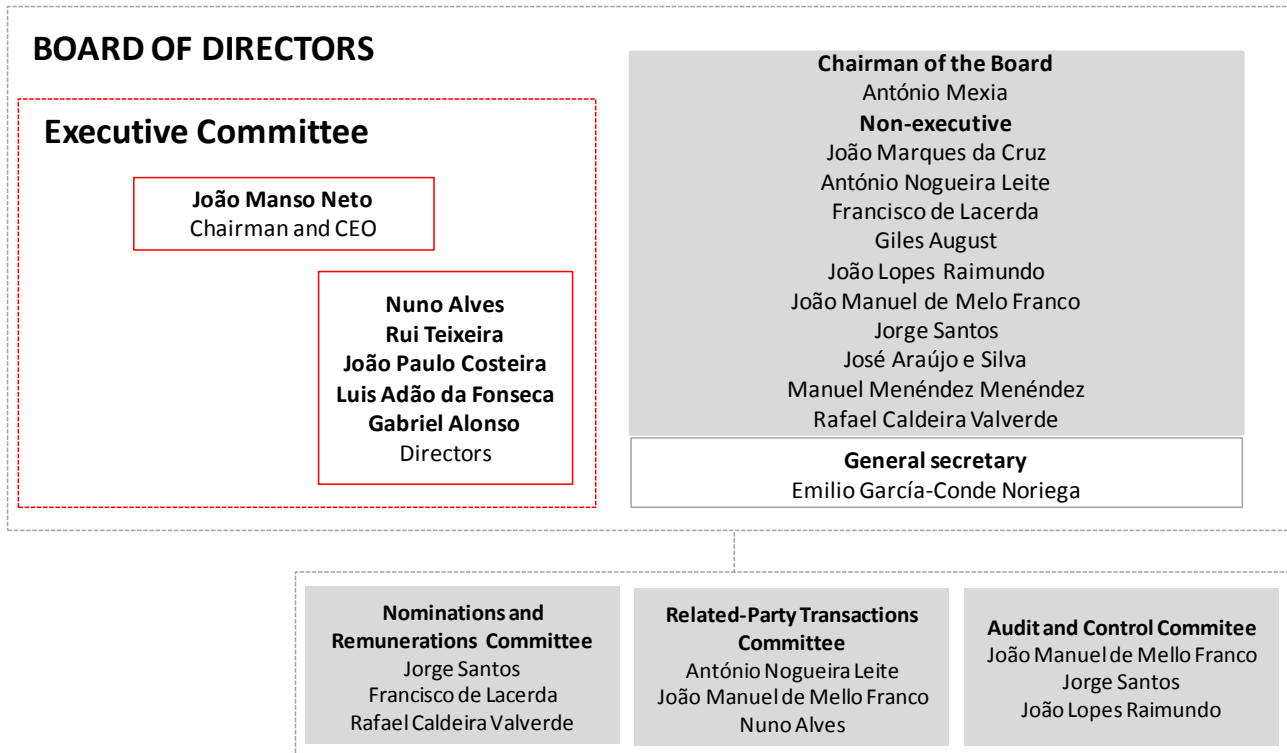 BOARD OF DIRECTORS
Executive Committee
João Manso Neto
Chairman and CEO
Nuno Alves
Rui Teixeira
João Paulo Costeira
Luis Adão da Fonseca
Gabriel Alonso
Directors
Chairman of the Board
António Mexia
Non-executive
João Marques da Cruz
António Nogueira Leite
Francisco de Lacerda
Giles August
João Lopes Raimundo
João Manuel de Melo Franco
Jorge Santos
José Araújo e Silva
Manuel Menéndez Menéndez
Rafael Caldeira Valverde
General secretary
Emilio García-Conde Noriega
Nominations and
Remunerations Committee
Jorge Santos
Francisco de Lacerda
Rafael Caldeira Valverde
Related-Party Transactions
Committee
António Nogueira Leite
João Manuel de Mello Franco
Nuno Alves
Audit and Control Commitee
João Manuel de Mello Franco
Jorge Santos
João Lopes Raimundo